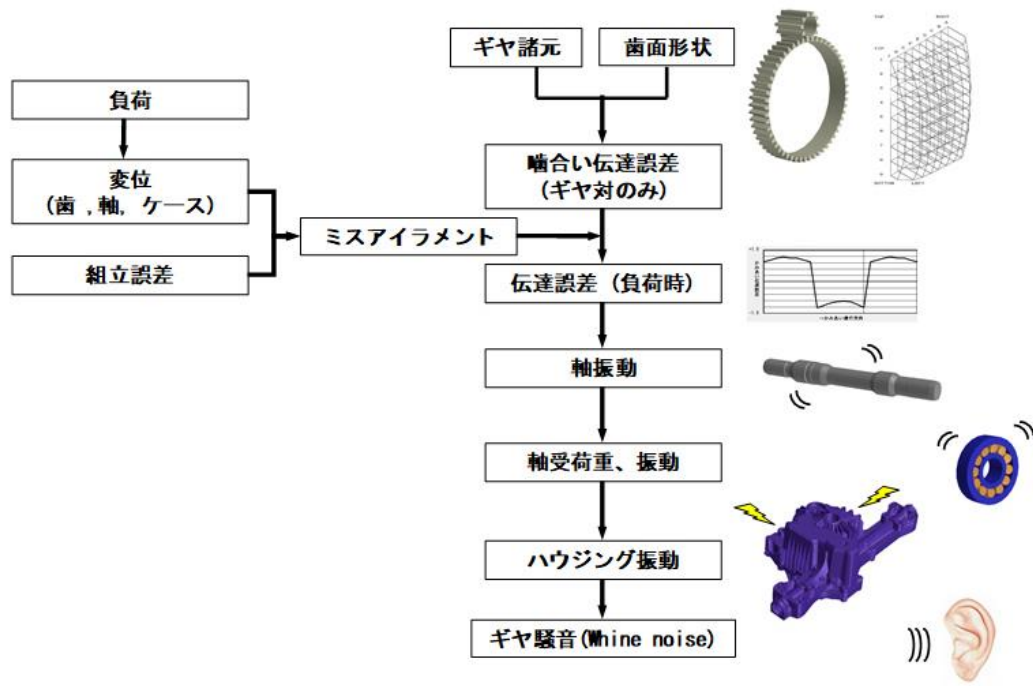 ギヤ諸元
歯面形状
負荷
変位
(歯 ,軸, ケース)
組立誤差
ミスアイラメント
噛合い伝達誤差
(ギヤ対のみ)
伝達誤差 (負荷時)
軸振動
軸受荷重、振動
ハウジング振動
ギヤ騒音(Whine noise)